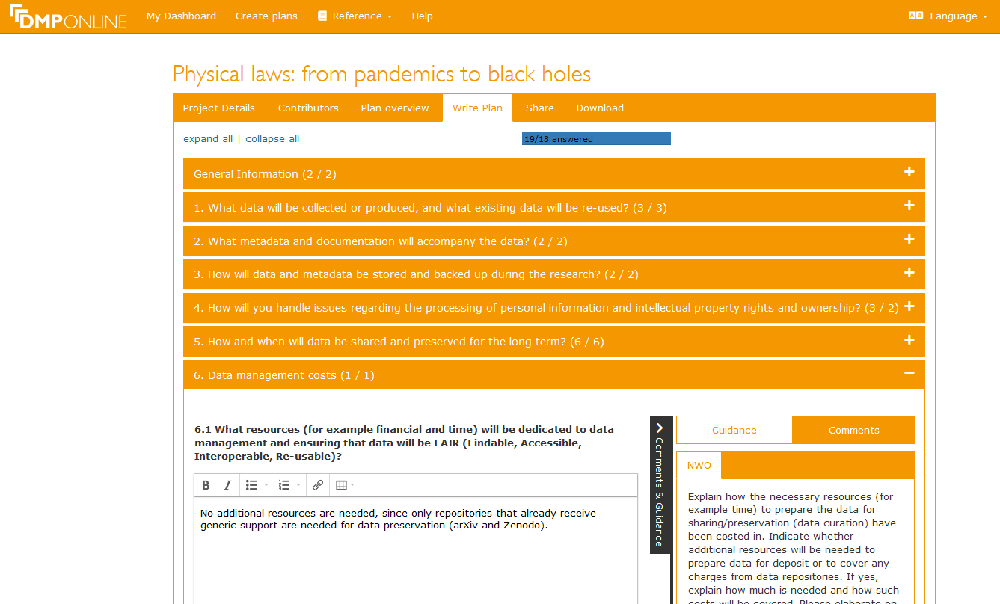 DMPONLINE My Dashboard Create plans Reference Help Language
Physical laws: from pandemics to black holes
Project Details Contributors Plan overview Write Plan Share Download
expand all | collapse all 19/18 answered
General Information (2 / 2)
1. What data will be collected or produced, and what existing data will be re-used? (3 / 3)
2. What metadata and documentation will accompany the data? (2 / 2)
3. How will data and metadata be stored and backed up during the research? (2 / 2)
4. How will you handle issues regarding the processing of personal information and intellectual property rights and ownership? (3 / 2)
5. How and when will data be shared and preserved for the long term? (6 / 6)
6. Data management costs (1 / 1)
6.1 What resources (for example financial and time) will be dedicated to data
management and ensuring that data will be FAIR (Findable, Accessible,
Interoperable, Re-usable)?
B I
No additional resources are needed, since only repositories that already receive
generic support are needed for data preservation (arXiv and Zenodo).
Comments & Guidance
Guidance Comments
NWO
Explain how the necessary resources (for
example time) to prepare the data for
sharing/preservation (data curation) have
been costed in. Indicate whether
additional resources will be needed to
prepare data for deposit or to cover any
charges from data repositories. If yes,
explain how much is needed and how such
costs will be covered. Please elaborate on